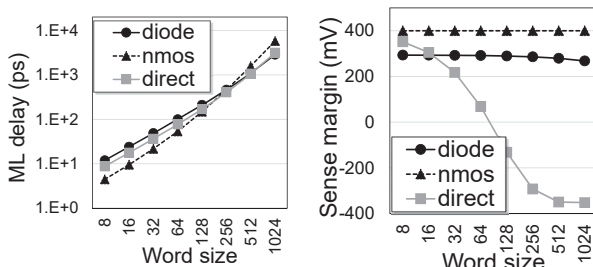 ML delay (ps)
1.E+4
1.E+3
1.E+2
1.E+1
1.E+0
diode
nmos
direct
8
16
32
64
128
256
512
1024
Word size
Sense margin (mV)
400
200
0
-200
-400
diode
nmos
direct
8
16
32
64
128
256
512
1024
Word size